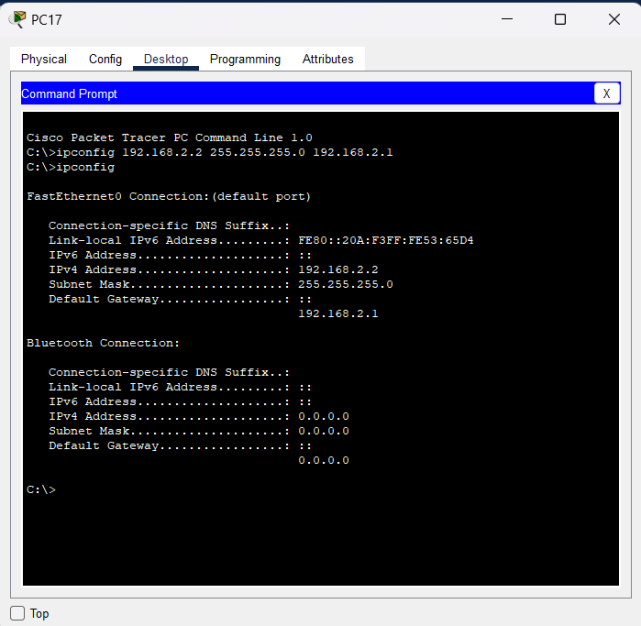 PC17
Physical Config Desktop Programming Attributes
Command Prompt
X
Cisco Packet Tracer PC Command Line 1.0
C:\>ipconfig 192.168.2.2 255.255.255.0 192.168.2.1
C:\>ipconfig
FastEthernet0 Connection:(default port)
Connection-specific DNS Suffix..:
Link-local IPv6 Address.........: FE80::20A:F3FF:FE53:65D4
IPv6 Address....................: ::
IPv4 Address....................: 192.168.2.2
Subnet Mask.....................: 255.255.255.0
Default Gateway.................: ::
192.168.2.1
Bluetooth Connection:
Connection-specific DNS Suffix..:
Link-local IPv6 Address.........: ::
IPv6 Address....................: ::
IPv4 Address....................: 0.0.0.0
Subnet Mask.....................: 0.0.0.0
Default Gateway.................: ::
0.0.0.0
C:\>
Top